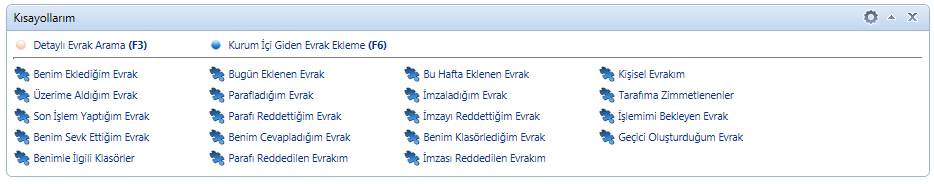 Kısayollarım
Detaylı Evrak Arama (F3) Kurum İçi Giden Evrak Ekleme (F6)
Benim Eklediğim Evrak Bugün Eklenen Evrak Bu Hafta Eklenen Evrak Kişisel Evrakım
Üzerime Aldığım Evrak Parafladığım Evrak İmzaladığım Evrak Tarafıma Zimmetlenenler
Son İşlem Yaptığım Evrak Parafı Reddettiğim Evrak İmzayı Reddettiğim Evrak İşlemimi Bekleyen Evrak
Benim Sevk Ettiğim Evrak Benim Cevapladığım Evrak Benim Klasörlediğim Evrak Geçici Oluşturduğum Evrak
Benimle İlgili Klasörler Parafı Reddedilen Evrakım İmzası Reddedilen Evrakım